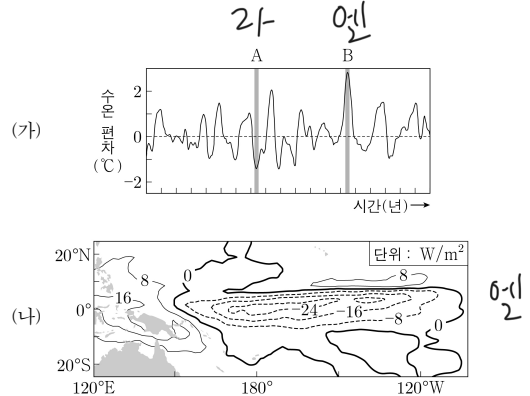 라 엘
A B
(가)
수온 편차 (℃)
2
0
−2
시간(년)
(나)
단위 : W/m²
20°N
0°
20°S
8
16
0
8
−24
−16
−8
0
엘
120°E 180° 120°W